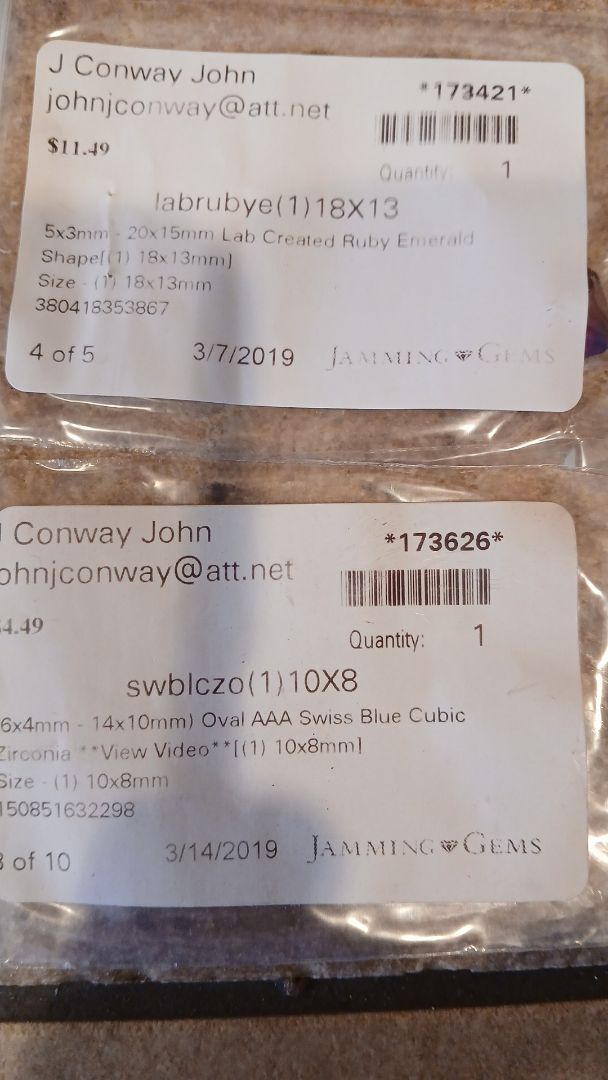 J Conway John
*173421*
johnjconway@att.net
$11.49
Quantity: 1
labrubye(1)18X13
5x3mm - 20x15mm Lab Created Ruby Emerald
Shape[(1) 18x13mm]
Size - (1) 18x13mm
380418353867
4 of 5 3/7/2019 JAMMING GEMS
J Conway John
*173626*
ohnjconway@att.net
$4.49
Quantity: 1
swblczo(1)10X8
6x4mm - 14x10mm) Oval AAA Swiss Blue Cubic
Zirconia **View Video**[(1) 10x8mm]
Size - (1) 10x8mm
150851632298
of 10 3/14/2019 JAMMING GEMS